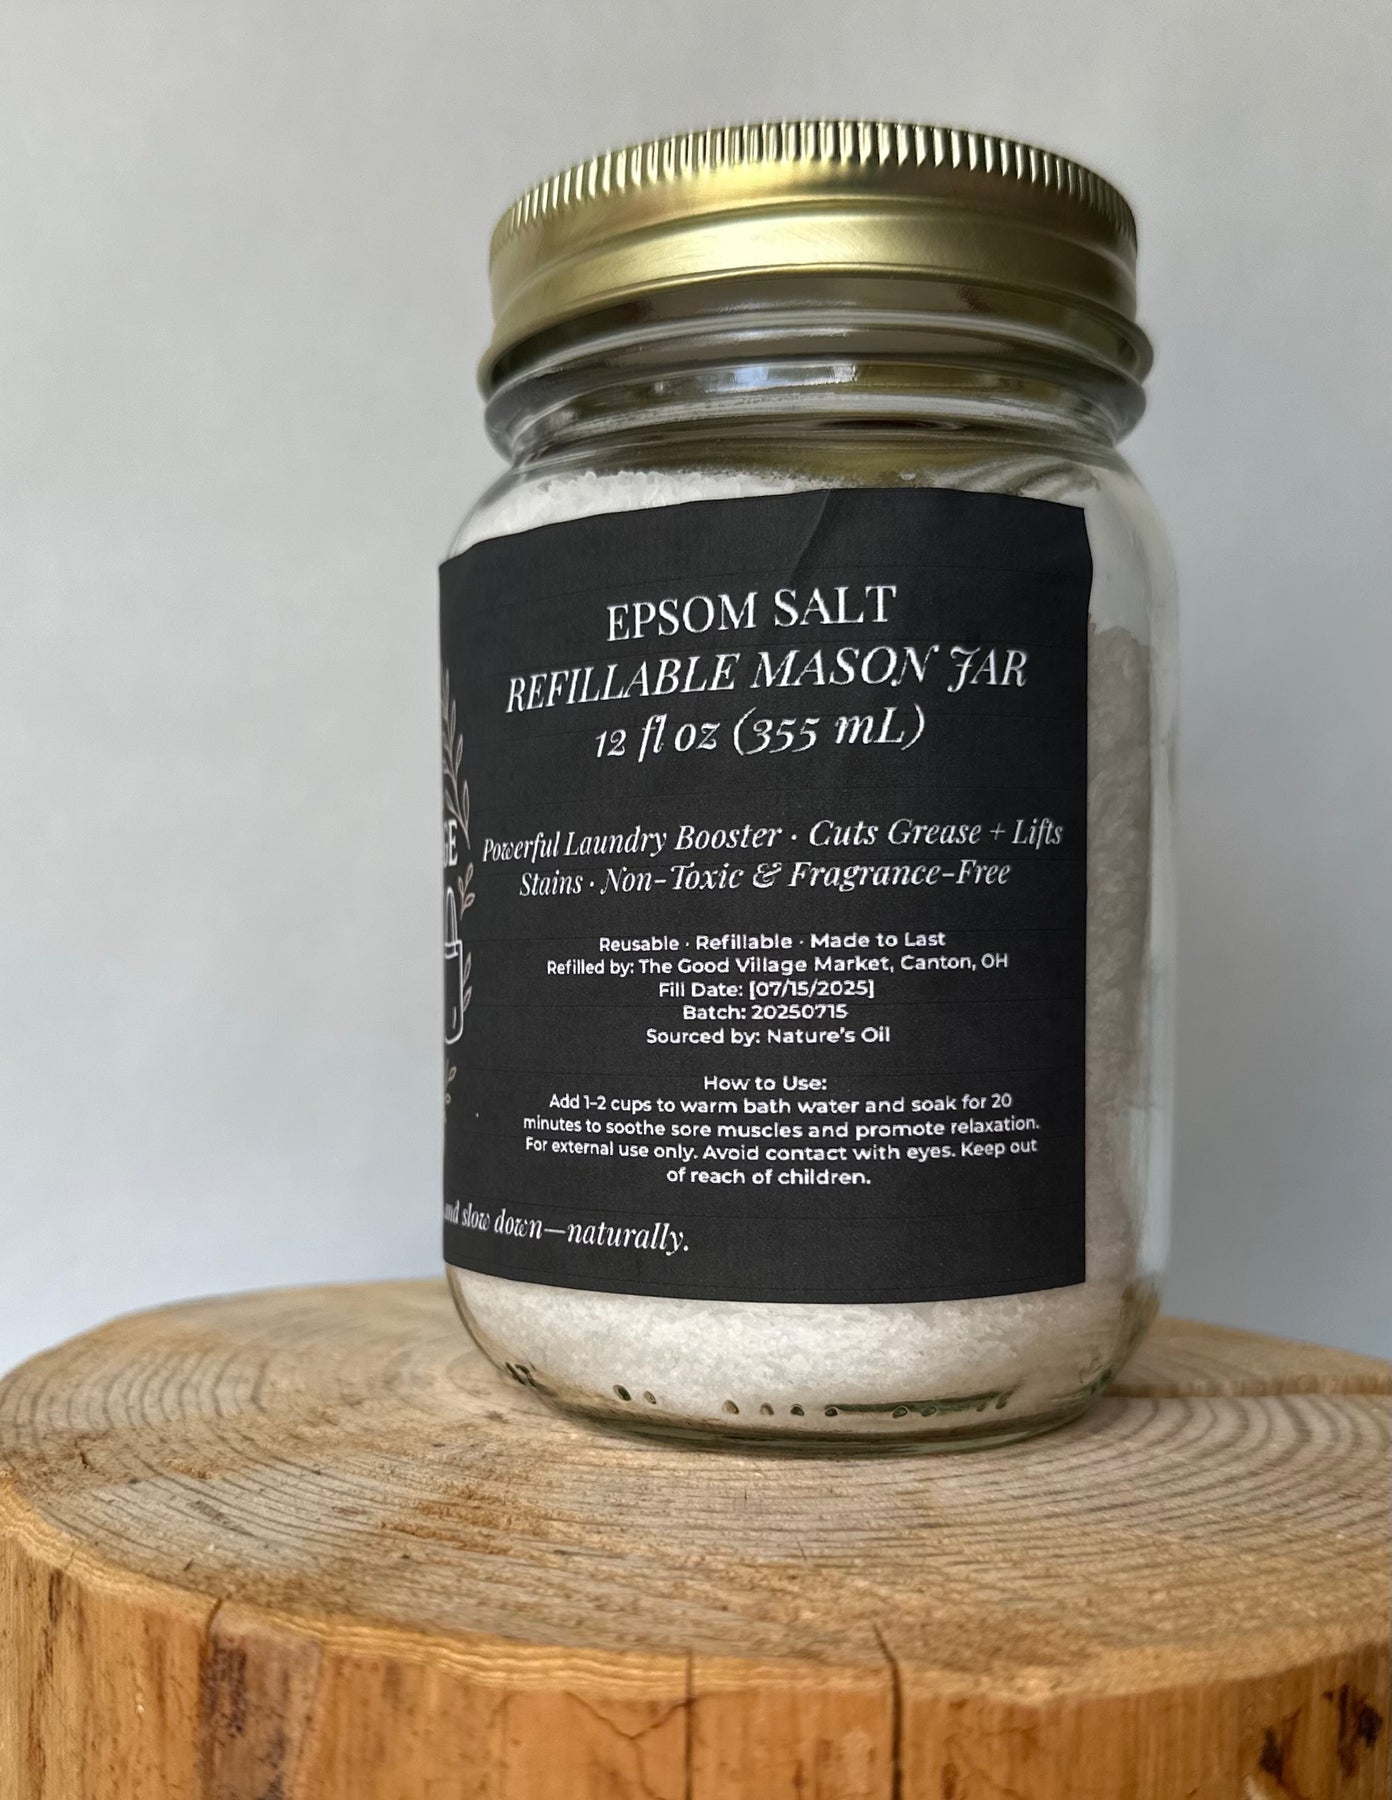 EPSOM SALT
REFILLABLE MASON JAR
12 fl oz (355 mL)
Powerful Laundry Booster · Cuts Grease + Lifts
Stains · Non-Toxic & Fragrance-Free
Reusable · Refillable · Made to Last
Refilled by: The Good Village Market, Canton, OH
Fill Date: [07/15/2025]
Batch: 20250715
Sourced by: Nature's Oil
How to Use:
Add 1-2 cups to warm bath water and soak for 20
minutes to soothe sore muscles and promote relaxation.
For external use only. Avoid contact with eyes. Keep out
of reach of children.
and slow down—naturally.